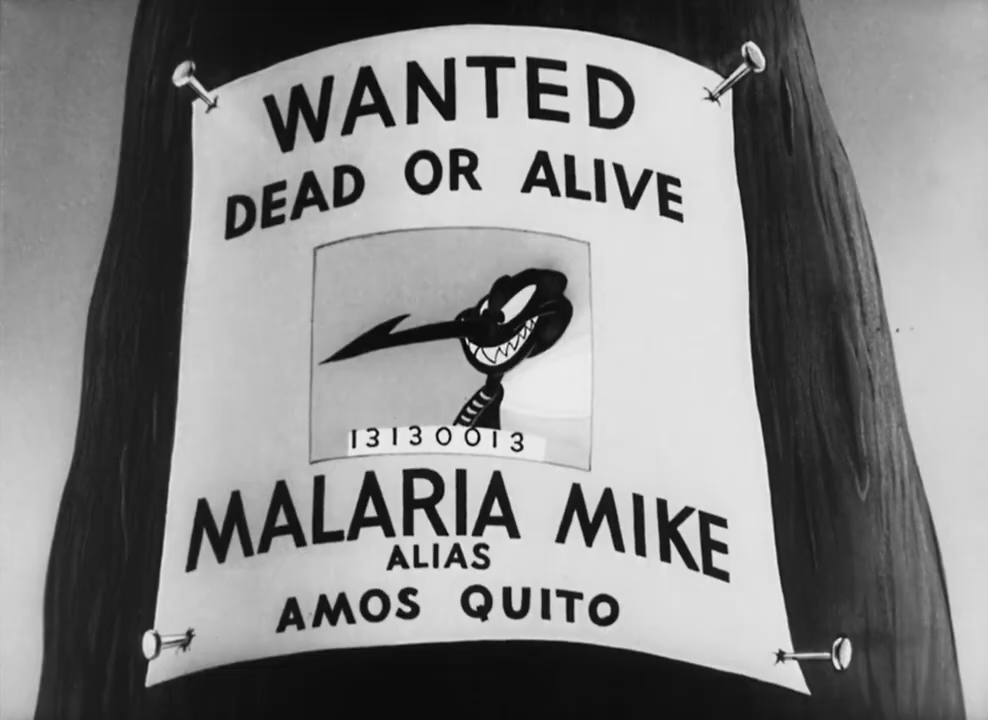 WANTED
DEAD OR ALIVE
13130013
MALARIA MIKE
ALIAS
AMOS QUITO